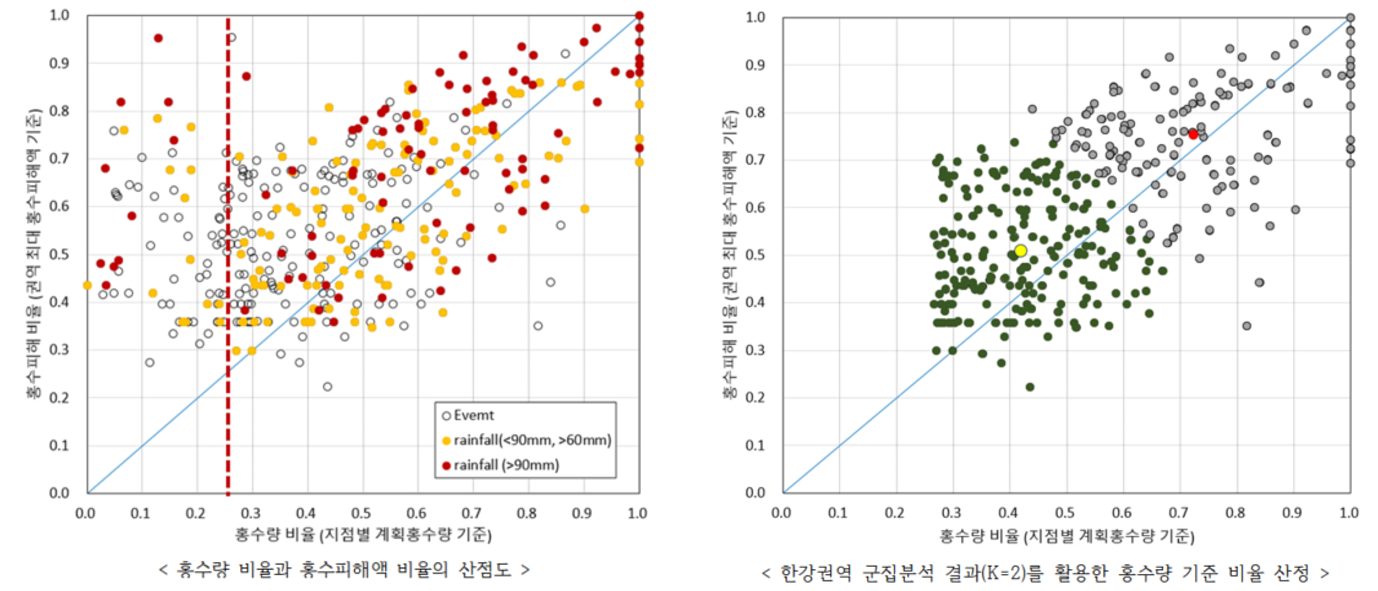 1.0
0.9
0.8
0.7
0.6
0.5
0.4
0.3
0.2
0.1
0.0
홍수피해 비율 (권역 최대 홍수피해액 기준)
Evemt
rainfall(<90mm, >60mm)
rainfall (>90mm)
0.0 0.1 0.2 0.3 0.4 0.5 0.6 0.7 0.8 0.9 1.0
홍수량 비율 (지점별 계획홍수량 기준)
< 홍수량 비율과 홍수피해액 비율의 산점도 >
1.0
0.9
0.8
0.7
0.6
0.5
0.4
0.3
0.2
0.1
0.0
홍수피해 비율 (권역 최대 홍수피해액 기준)
0.0 0.1 0.2 0.3 0.4 0.5 0.6 0.7 0.8 0.9 1.0
홍수량 비율 (지점별 계획홍수량 기준)
< 한강권역 군집분석 결과(K=2)를 활용한 홍수량 기준 비율 산정 >